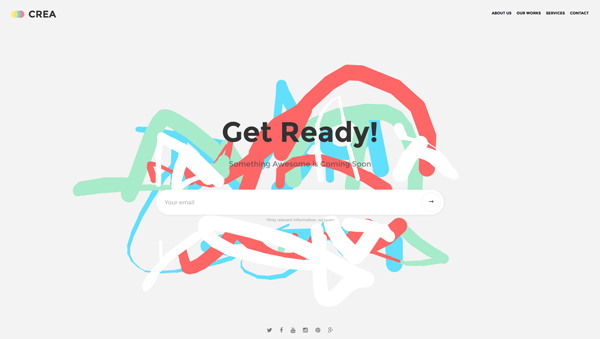 CREA
ABOUT US OUR WORKS SERVICES CONTACT
Get Ready!
Something Awesome is Coming Soon
Your email
*Only relevant information, no spam